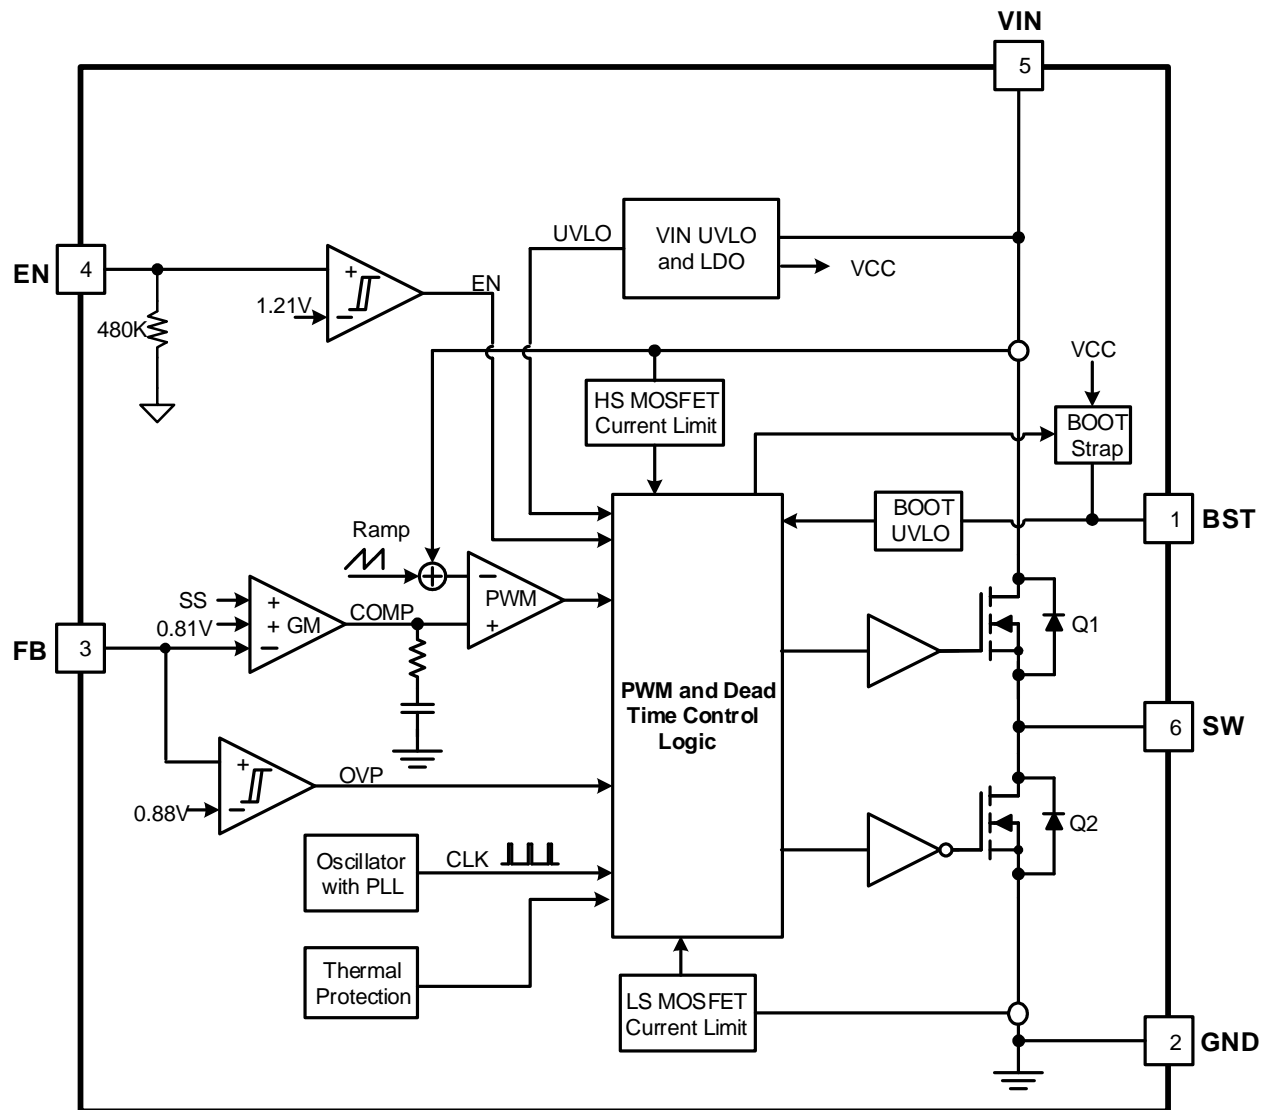 VIN
5
UVLO
VIN UVLO
and LDO
VCC
EN
4
+
−
EN
1.21V
480K
HS MOSFET
Current Limit
VCC
BOOT
Strap
BOOT
UVLO
1
BST
Ramp
+
−
PWM
+
SS
0.81V
+
+ GM
−
COMP
FB
3
PWM and Dead
Time Control
Logic
Q1
6
SW
+
−
OVP
0.88V
Q2
Oscillator
with PLL
CLK
Thermal
Protection
LS MOSFET
Current Limit
2
GND